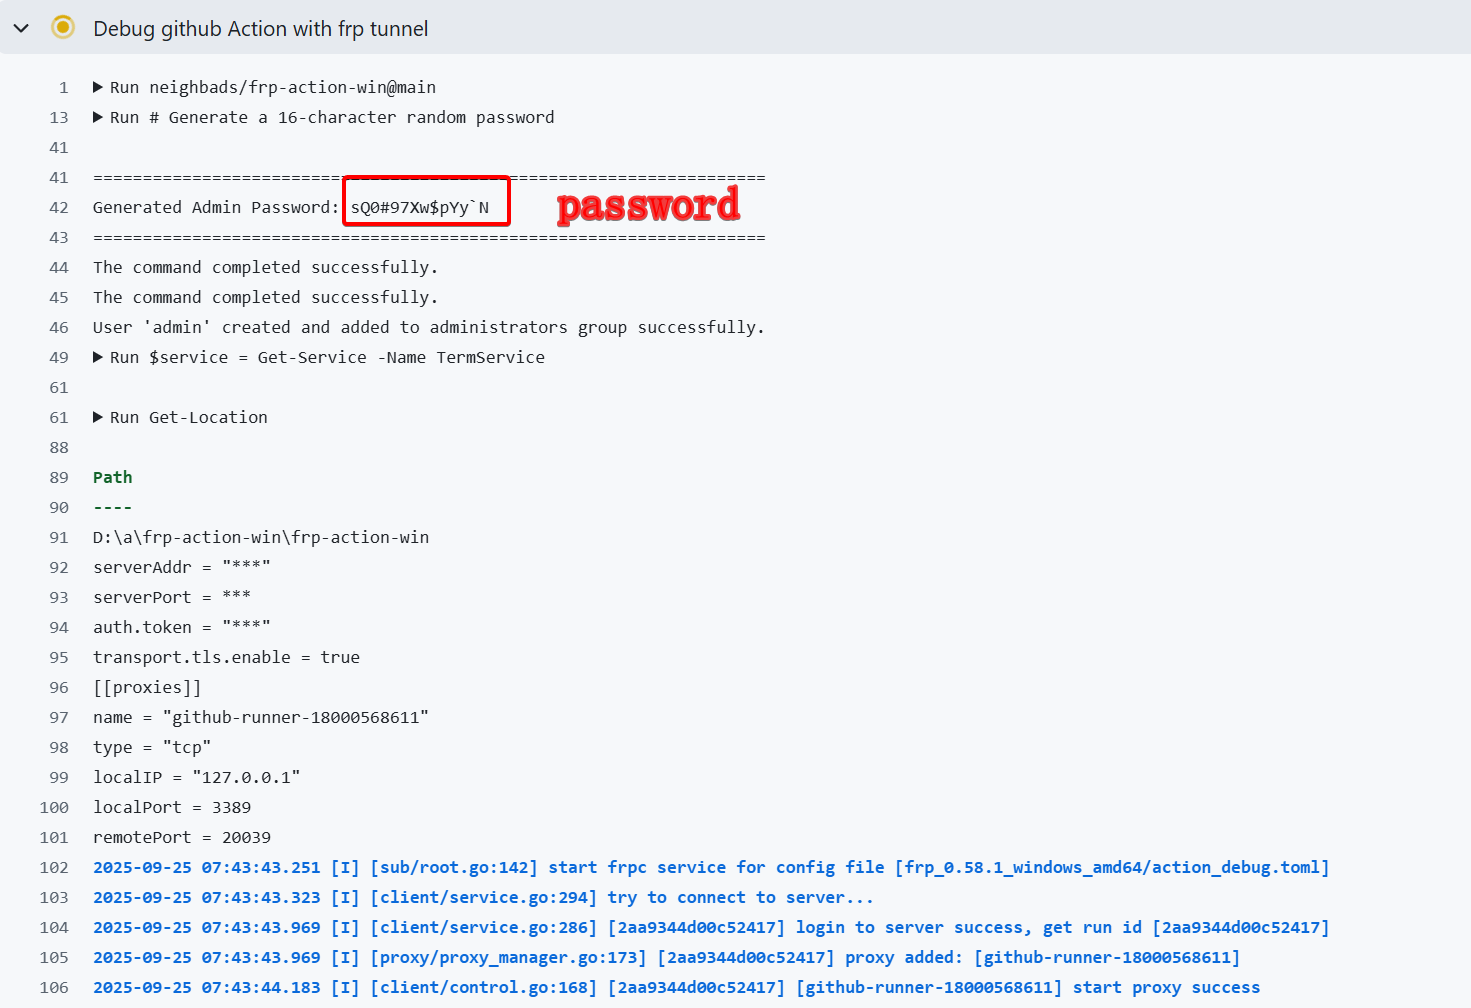 Debug github Action with frp tunnel
1 ▶ Run neighbads/frp-action-win@main
13 ▶ Run # Generate a 16-character random password
41
41 ====================================================================
42 Generated Admin Password: sQ0#97Xw$pYy`N password
43 ====================================================================
44 The command completed successfully.
45 The command completed successfully.
46 User 'admin' created and added to administrators group successfully.
49 ▶ Run $service = Get-Service -Name TermService
61
61 ▶ Run Get-Location
88
89 Path
90 ----
91 D:\a\frp-action-win\frp-action-win
92 serverAddr = "***"
93 serverPort = ***
94 auth.token = "***"
95 transport.tls.enable = true
96 [[proxies]]
97 name = "github-runner-18000568611"
98 type = "tcp"
99 localIP = "127.0.0.1"
100 localPort = 3389
101 remotePort = 20039
102 2025-09-25 07:43:43.251 [I] [sub/root.go:142] start frpc service for config file [frp_0.58.1_windows_amd64/action_debug.toml]
103 2025-09-25 07:43:43.323 [I] [client/service.go:294] try to connect to server...
104 2025-09-25 07:43:43.969 [I] [client/service.go:286] [2aa9344d00c52417] login to server success, get run id [2aa9344d00c52417]
105 2025-09-25 07:43:43.969 [I] [proxy/proxy_manager.go:173] [2aa9344d00c52417] proxy added: [github-runner-18000568611]
106 2025-09-25 07:43:44.183 [I] [client/control.go:168] [2aa9344d00c52417] [github-runner-18000568611] start proxy success